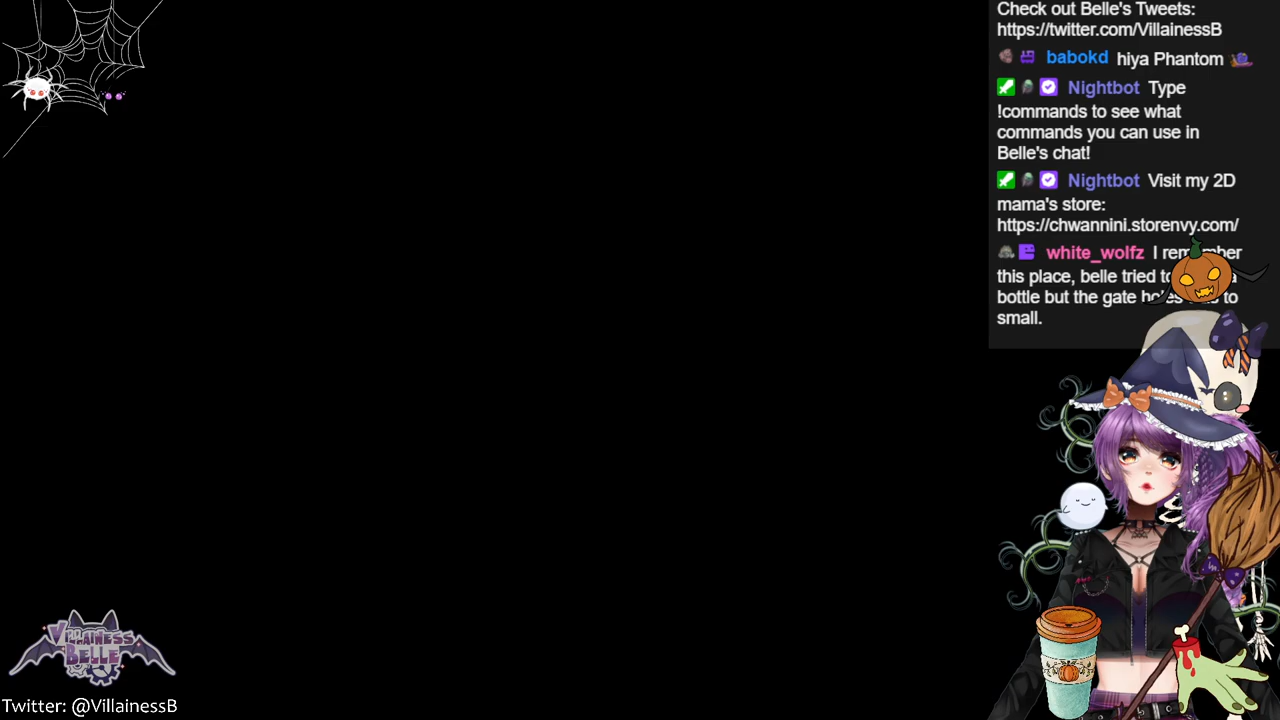 Check out Belle's Tweets:
https://twitter.com/VillainessB
babokd hiya Phantom
Nightbot Type
!commands to see what
commands you can use in
Belle's chat!
Nightbot Visit my 2D
mama's store:
https://chwannini.storenvy.com/
white_wolfz I remember
this place, belle tried to
bottle but the gate holes to
small.
VILLAINESS
BELLE
Twitter: @VillainessB